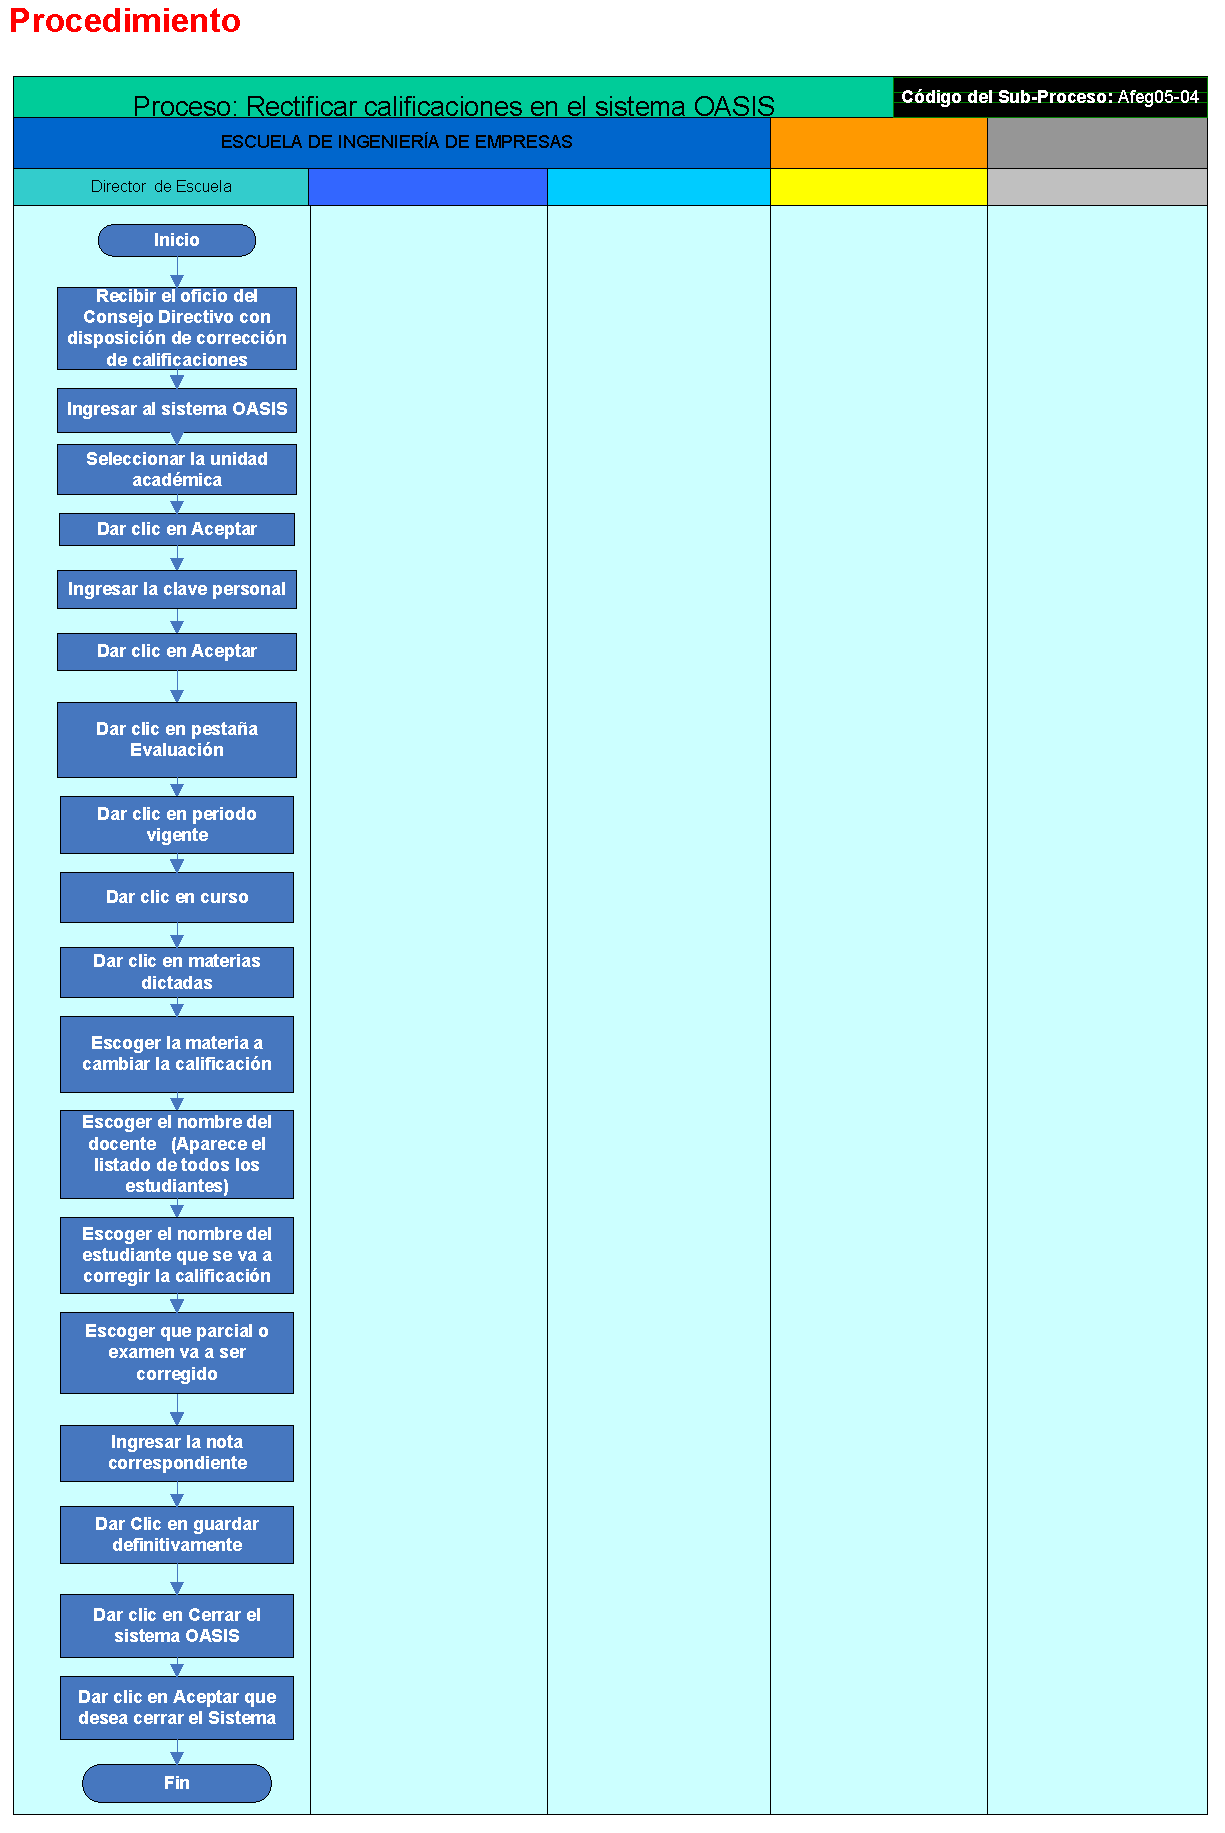 Procedimiento
Proceso: Rectificar calificaciones en el sistema OASIS
Código del Sub-Proceso: Afeg05-04
ESCUELA DE INGENIERÍA DE EMPRESAS
Director de Escuela
Inicio
Recibir el oficio del
Consejo Directivo con
disposición de corrección
de calificaciones
Ingresar al sistema OASIS
Seleccionar la unidad
académica
Dar clic en Aceptar
Ingresar la clave personal
Dar clic en Aceptar
Dar clic en pestaña
Evaluación
Dar clic en periodo
vigente
Dar clic en curso
Dar clic en materias
dictadas
Escoger la materia a
cambiar la calificación
Escoger el nombre del
docente (Aparece el
listado de todos los
estudiantes)
Escoger el nombre del
estudiante que se va a
corregir la calificación
Escoger que parcial o
examen va a ser
corregido
Ingresar la nota
correspondiente
Dar Clic en guardar
definitivamente
Dar clic en Cerrar el
sistema OASIS
Dar clic en Aceptar que
desea cerrar el Sistema
Fin